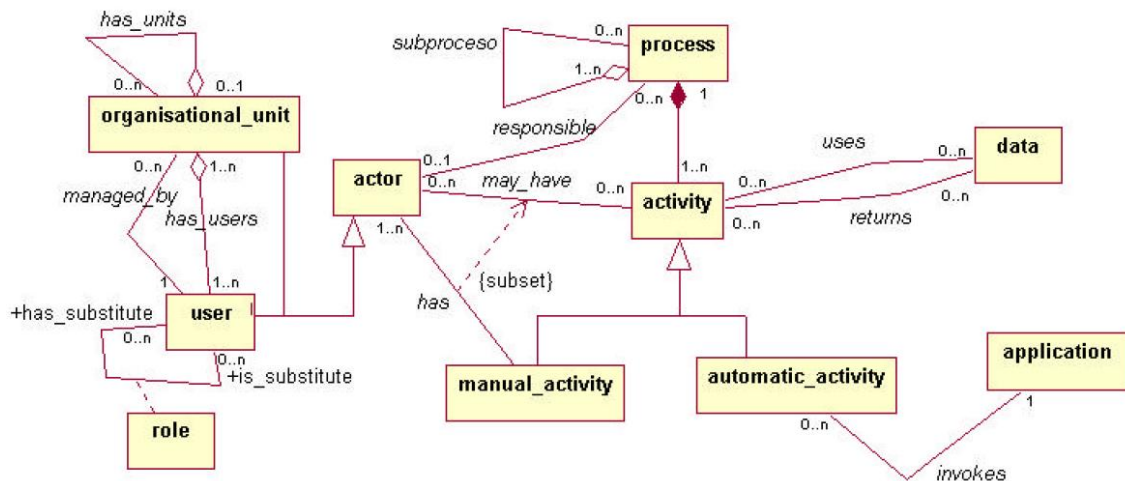 has_units
0..n
0..1
organisational_unit
0..n
1..n
managed_by
has_users
1
1..n
user
+has_substitute
0..n
0..n
+is_substitute
role
subproceso
0..n
process
1..n
0..n
1
responsible
0..1
actor
0..n
may_have
0..n
1..n
activity
1..n
{subset}
has
uses
0..n
data
0..n
0..n
0..n
returns
manual_activity
automatic_activity
0..n
application
1
invokes